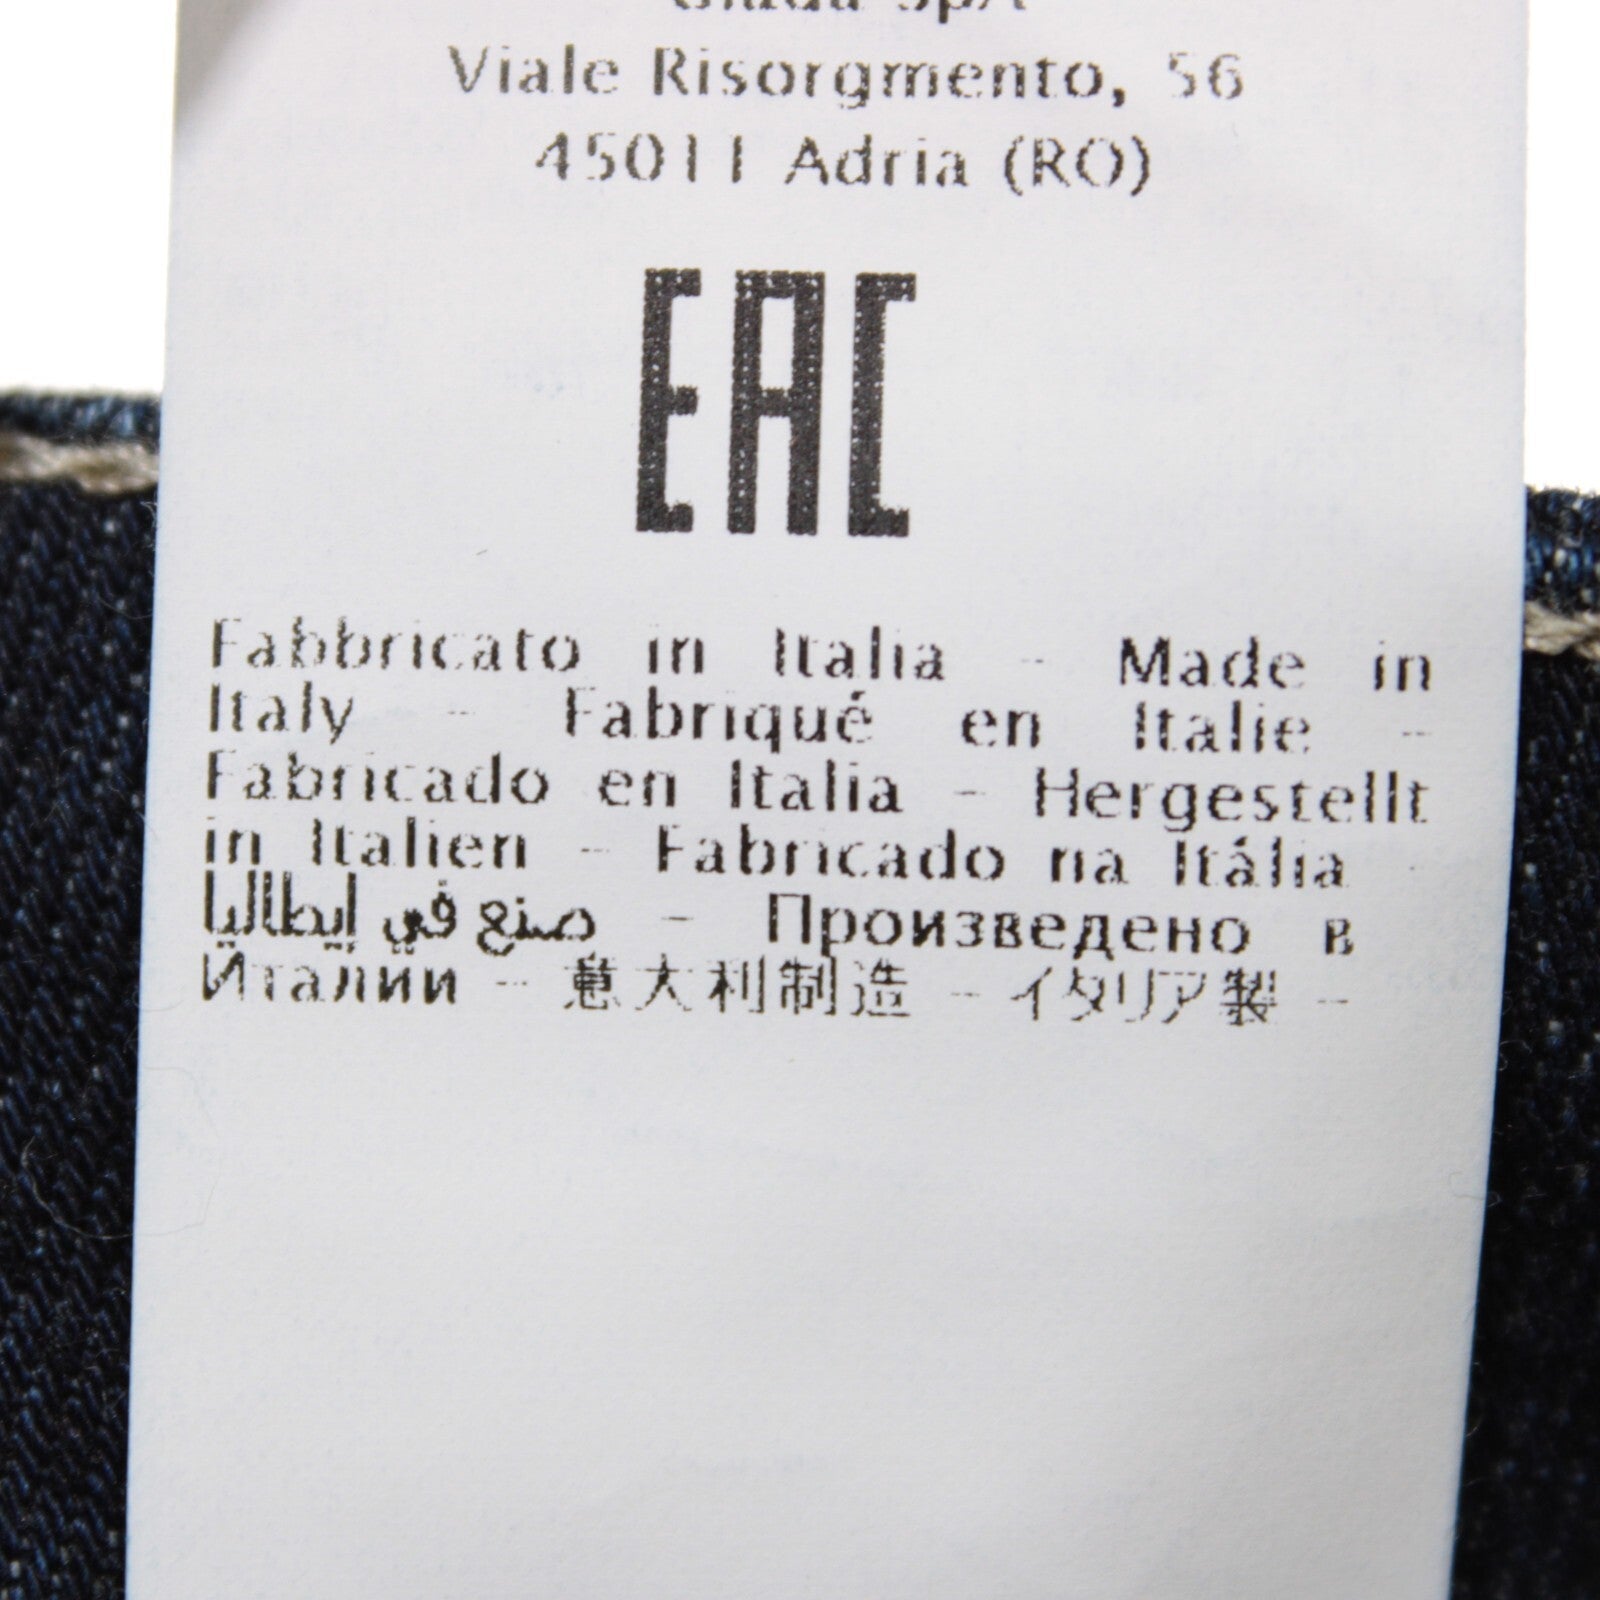 SpA
Viale Risorgmento, 56
45011 Adria (RO)
EAC
Fabbricato in Italia - Made in
Italy - Fabriqué en Italie -
Fabricado en Italia - Hergestellt
in Italien - Fabricado na Itália -
صنع في إيطاليا - Произведено в
Италии - 意大利制造 - イタリア製 -